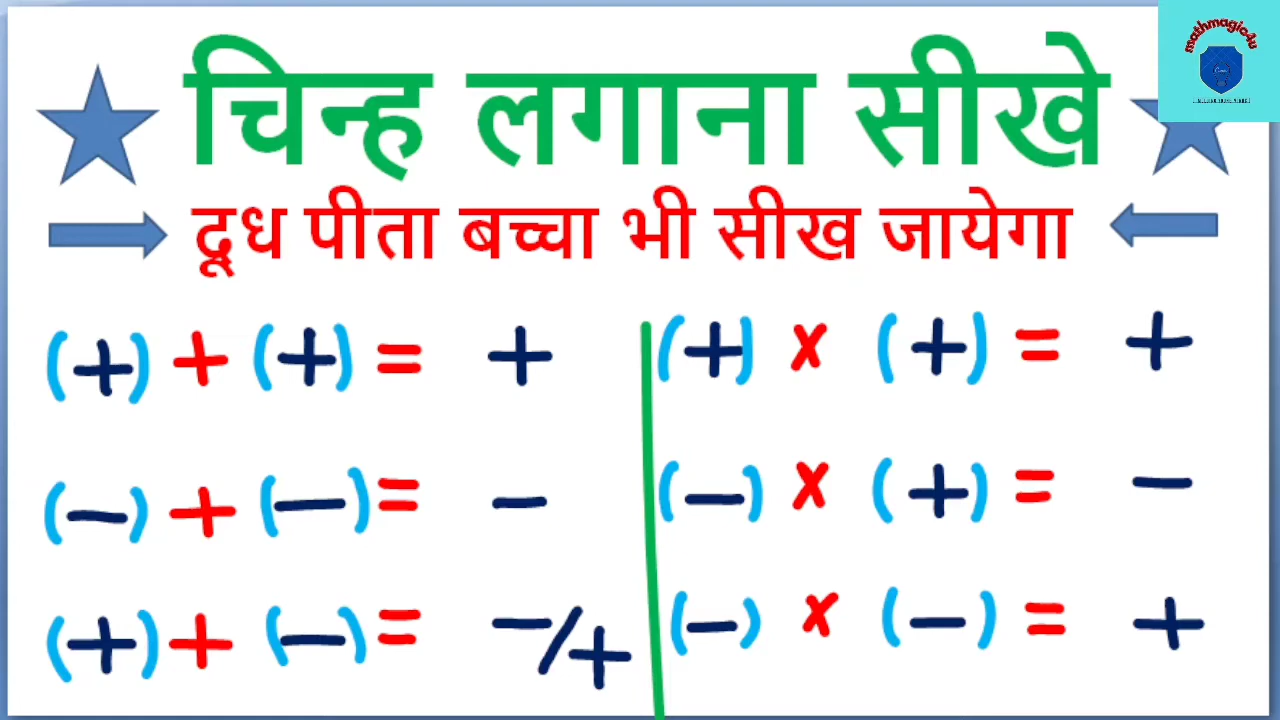 mathmagic4u
चिन्ह लगाना सीखे
दूध पीता बच्चा भी सीख जायेगा
(+) + (+) = +
(-) + (-) = -
(+) + (-) = -/+
(+) x (+) = +
(-) x (+) = -
(-) x (-) = +